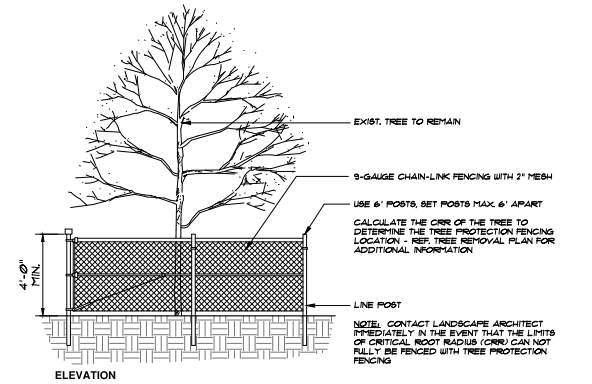 EXIST. TREE TO REMAIN
9-GAUGE CHAIN-LINK FENCING WITH 2" MESH
USE 6' POSTS, SET POSTS MAX. 6' APART
CALCULATE THE CRR OF THE TREE TO
DETERMINE THE TREE PROTECTION FENCING
LOCATION - REF. TREE REMOVAL PLAN FOR
ADDITIONAL INFORMATION
4'-0"
MIN.
LINE POST
NOTE: CONTACT LANDSCAPE ARCHITECT
IMMEDIATELY IN THE EVENT THAT THE LIMITS
OF CRITICAL ROOT RADIUS (CRR) CAN NOT
FULLY BE FENCED WITH TREE PROTECTION
FENCING
ELEVATION